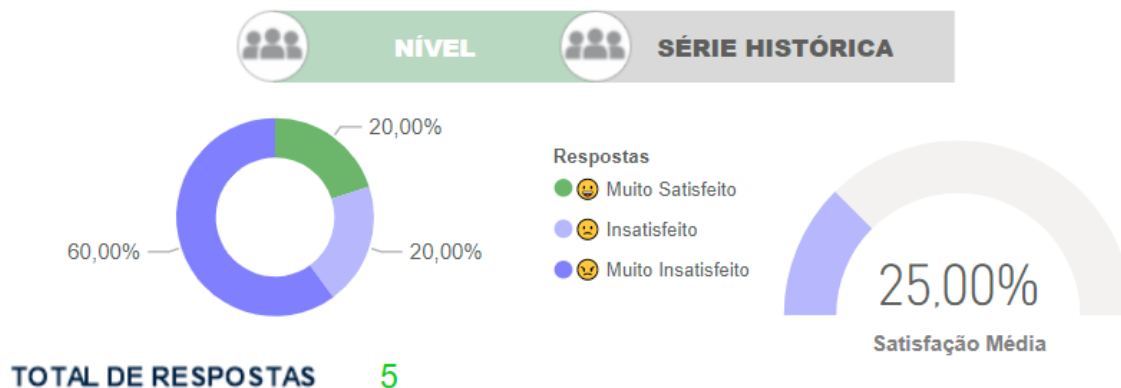 NÍVEL
SÉRIE HISTÓRICA
20,00%
60,00%
20,00%
Respostas
Muito Satisfeito
Insatisfeito
Muito Insatisfeito
25,00%
Satisfação Média
TOTAL DE RESPOSTAS 5